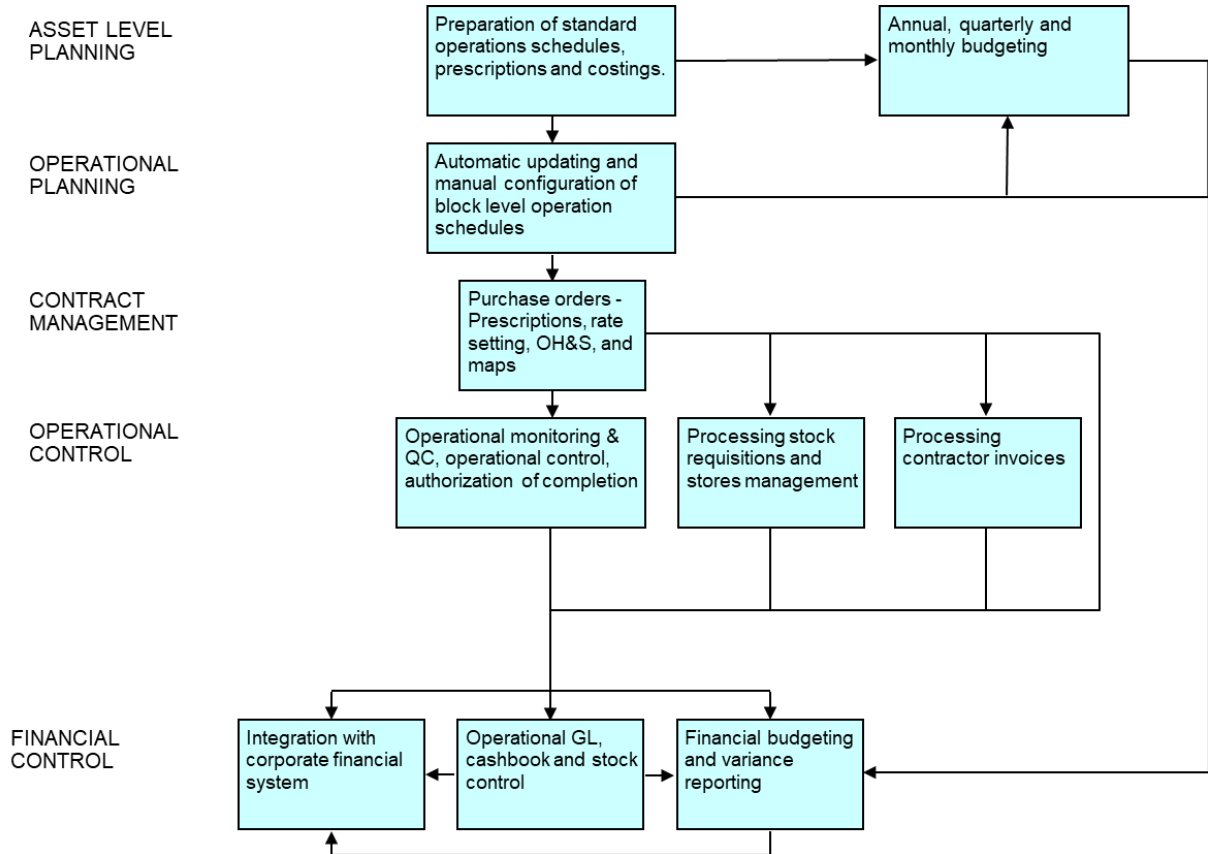 ASSET LEVEL
PLANNING
Preparation of standard
operations schedules,
prescriptions and costings.
Annual, quarterly and
monthly budgeting
OPERATIONAL
PLANNING
Automatic updating and
manual configuration of
block level operation
schedules
CONTRACT
MANAGEMENT
Purchase orders -
Prescriptions, rate
setting, OH&S, and
maps
OPERATIONAL
CONTROL
Operational monitoring &
QC, operational control,
authorization of completion
Processing stock
requisitions and
stores management
Processing
contractor invoices
FINANCIAL
CONTROL
Integration with
corporate financial
system
Operational GL,
cashbook and stock
control
Financial budgeting
and variance
reporting